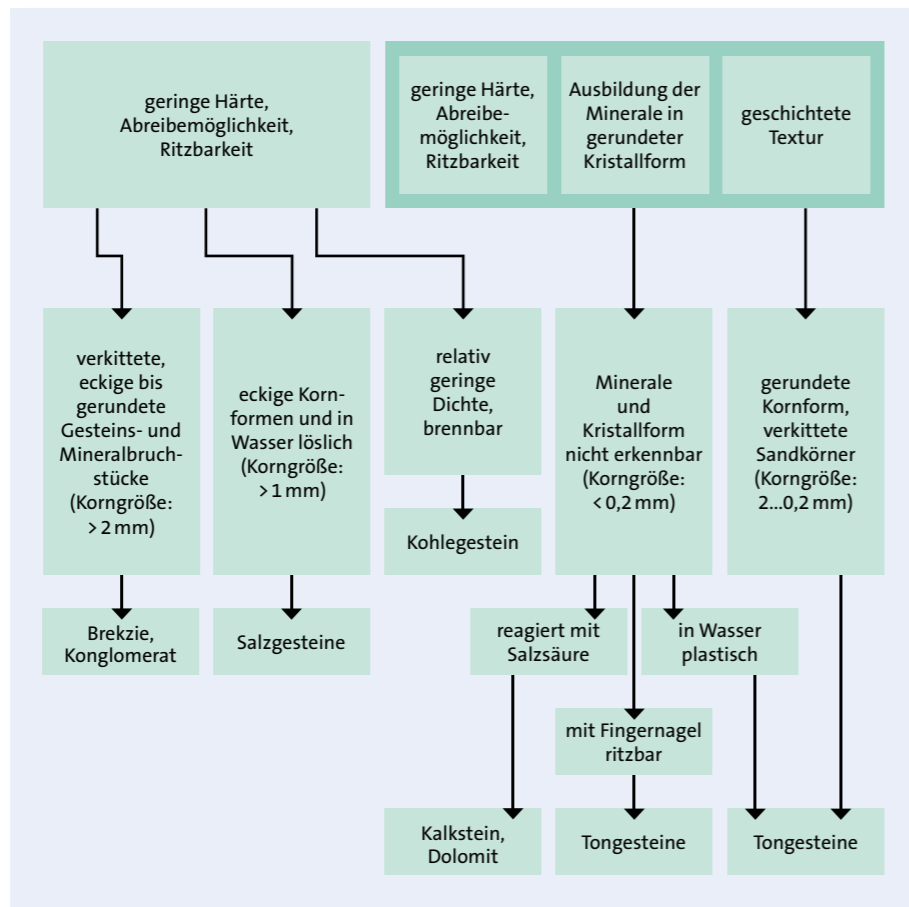 geringe Härte,
Abreibemöglichkeit,
Ritzbarkeit
geringe Härte,
Abreibe-
möglichkeit,
Ritzbarkeit
Ausbildung der
Minerale in
gerundeter
Kristallform
geschichtete
Textur
verkittete,
eckige bis
gerundete
Gesteins- und
Mineralbruch-
stücke
(Korngröße:
> 2 mm)
eckige Korn-
formen und in
Wasser löslich
(Korngröße:
> 1 mm)
relativ
geringe
Dichte,
brennbar
Minerale
und
Kristallform
nicht erkennbar
(Korngröße:
< 0,2 mm)
gerundete
Kornform,
verkittete
Sandkörner
(Korngröße:
2...0,2 mm)
Kohlegestein
Brekzie,
Konglomerat
Salzgesteine
reagiert mit
Salzsäure
in Wasser
plastisch
mit Fingernagel
ritzbar
Kalkstein,
Dolomit
Tongesteine
Tongesteine